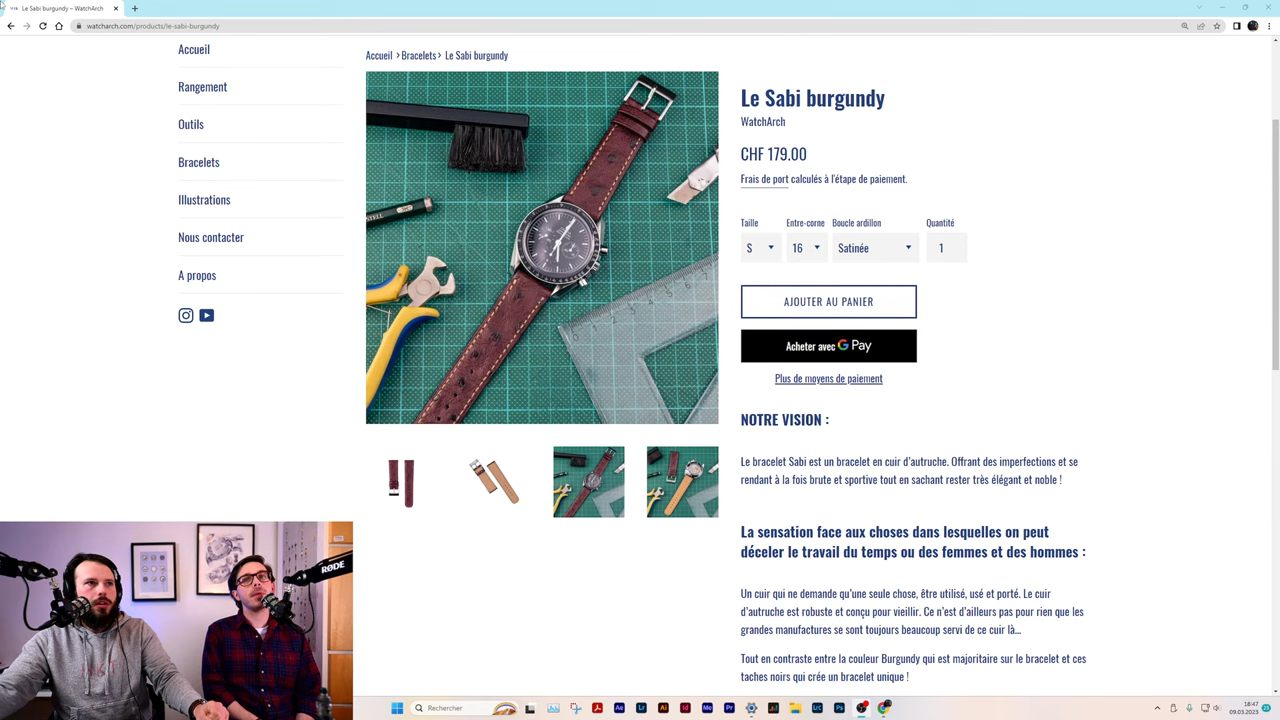 Le Sabi burgundy – WatchArch
watcharch.com/products/le-sabi-burgundy
Accueil
Rangement
Outils
Bracelets
Illustrations
Nous contacter
A propos
Accueil › Bracelets › Le Sabi burgundy
Le Sabi burgundy
WatchArch
CHF 179.00
Frais de port calculés à l'étape de paiement.
Taille Entre-corne Boucle ardillon Quantité
S 16 Satinée 1
AJOUTER AU PANIER
Acheter avec G Pay
Plus de moyens de paiement
NOTRE VISION :
Le bracelet Sabi est un bracelet en cuir d'autruche. Offrant des imperfections et se
rendant à la fois brute et sportive tout en sachant rester très élégant et noble !
La sensation face aux choses dans lesquelles on peut
déceler le travail du temps ou des femmes et des hommes :
Un cuir qui ne demande qu'une seule chose, être utilisé, usé et porté. Le cuir
d'autruche est robuste et conçu pour vieillir. Ce n'est d'ailleurs pas pour rien que les
grandes manufactures se sont toujours beaucoup servi de ce cuir là...
Tout en contraste entre la couleur Burgundy qui est majoritaire sur le bracelet et ces
taches noirs qui crée un bracelet unique !
RØDE
Rechercher
Ae
Lr
Ai
Id
Me
Pr
LrC
Ps
18:47
09.03.2023